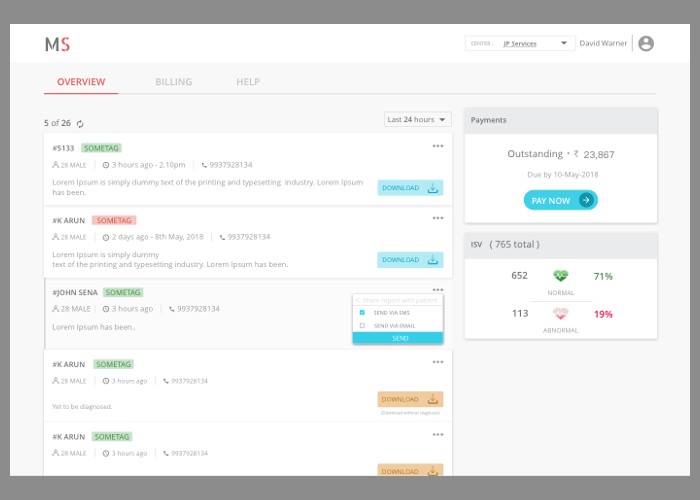 MS
CENTER: JP Services
David Warner
OVERVIEW
BILLING
HELP
5 of 26
Last 24 hours
#5133 SOMETAG
28 MALE 3 hours ago - 2.10pm 9937928134
Lorem Ipsum is simply dummy text of the printing and typesetting industry. Lorem Ipsum
has been.
DOWNLOAD
#K ARUN SOMETAG
28 MALE 2 days ago - 8th May, 2018 9937928134
Lorem Ipsum is simply dummy
text of the printing and typesetting industry. Lorem Ipsum has been.
DOWNLOAD
#JOHN SENA SOMETAG
28 MALE 3 hours ago 9937928134
Lorem Ipsum has been..
Share report with patient
SEND VIA SMS
SEND VIA EMAIL
SEND
#K ARUN SOMETAG
28 MALE 3 hours ago 9937928134
Yet to be diagnosed.
DOWNLOAD
(Download without diagnosis)
#K ARUN SOMETAG
28 MALE 3 hours ago 9937928134
DOWNLOAD
Payments
Outstanding • ₹ 23,867
Due by 10-May-2018
PAY NOW
ISV ( 765 total )
652 71%
NORMAL
113 19%
ABNORMAL